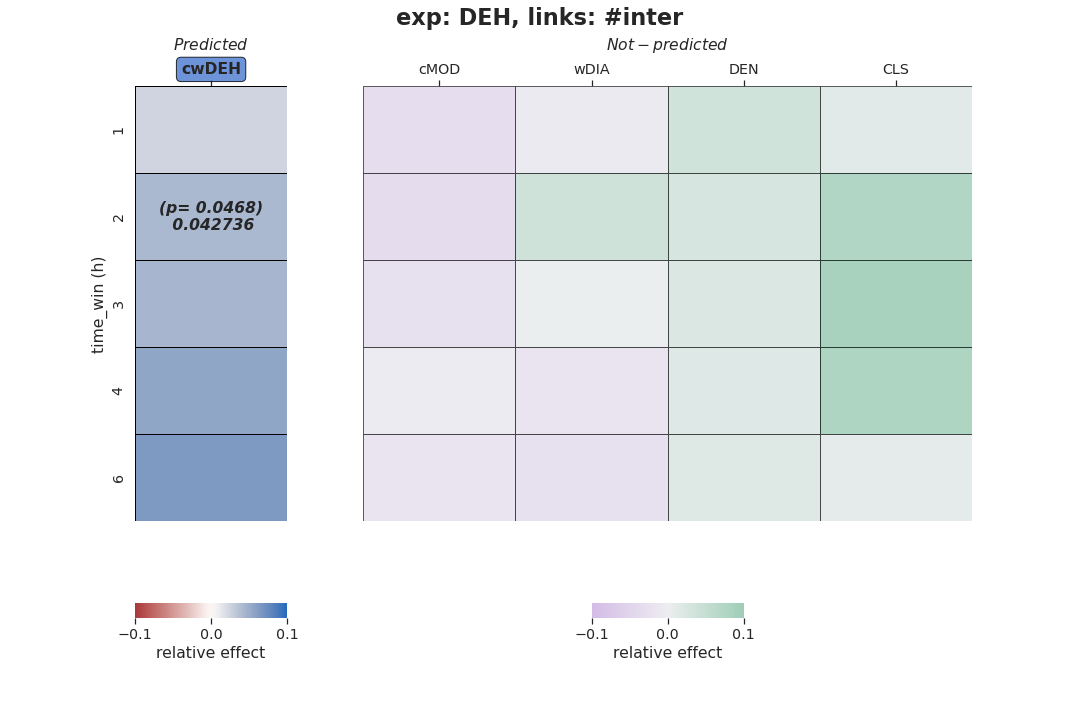 exp: DEH, links: #inter
Predicted
Not − predicted
cwDEH
cMOD wDIA DEN CLS
time_win (h)
1
2
3
4
6
(p= 0.0468)
0.042736
−0.1 0.0 0.1
relative effect
−0.1 0.0 0.1
relative effect